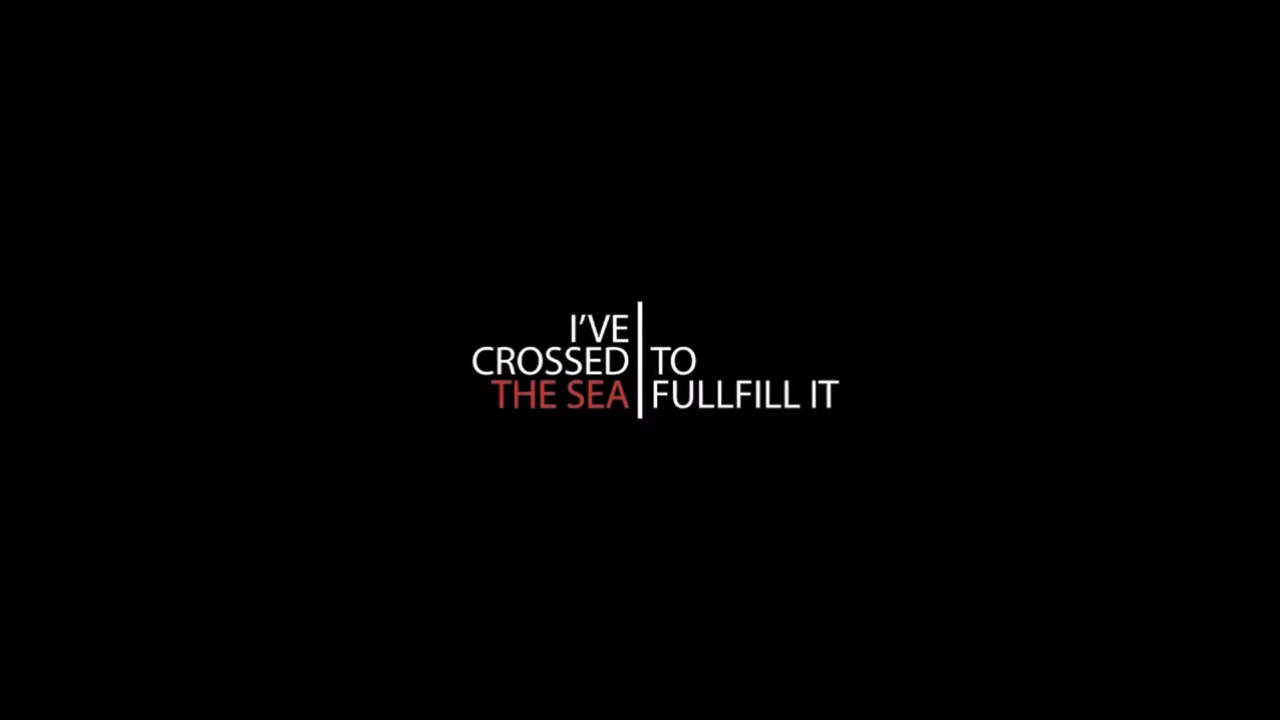 I'VE
CROSSED
THE SEA
TO
FULLFILL IT